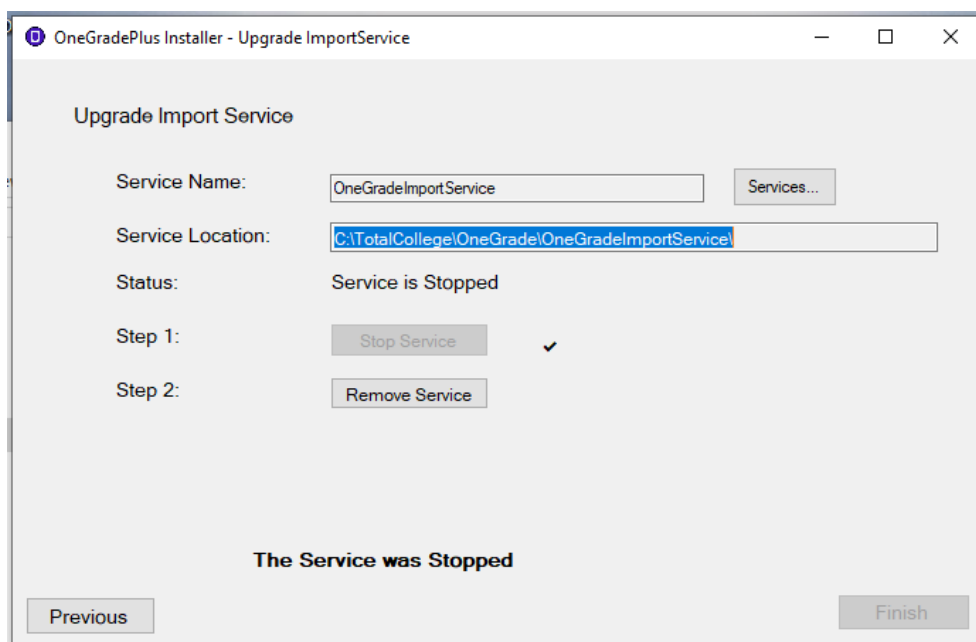 OneGradePlus Installer - Upgrade ImportService
Upgrade Import Service
Service Name: OneGradeImportService Services...
Service Location: C:\TotalCollege\OneGrade\OneGradeImportService\
Status: Service is Stopped
Step 1: Stop Service
Step 2: Remove Service
The Service was Stopped
Previous Finish